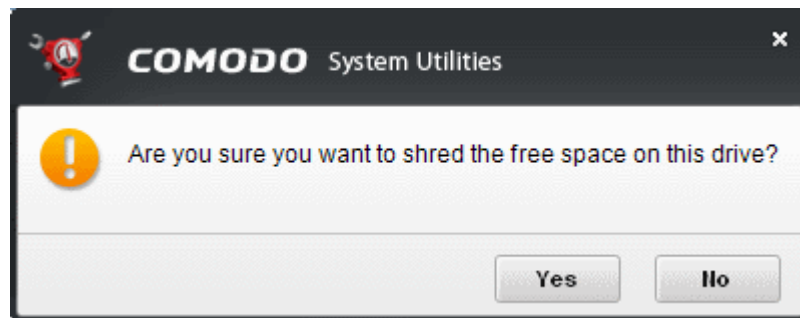 COMODO System Utilities
Are you sure you want to shred the free space on this drive?
Yes No